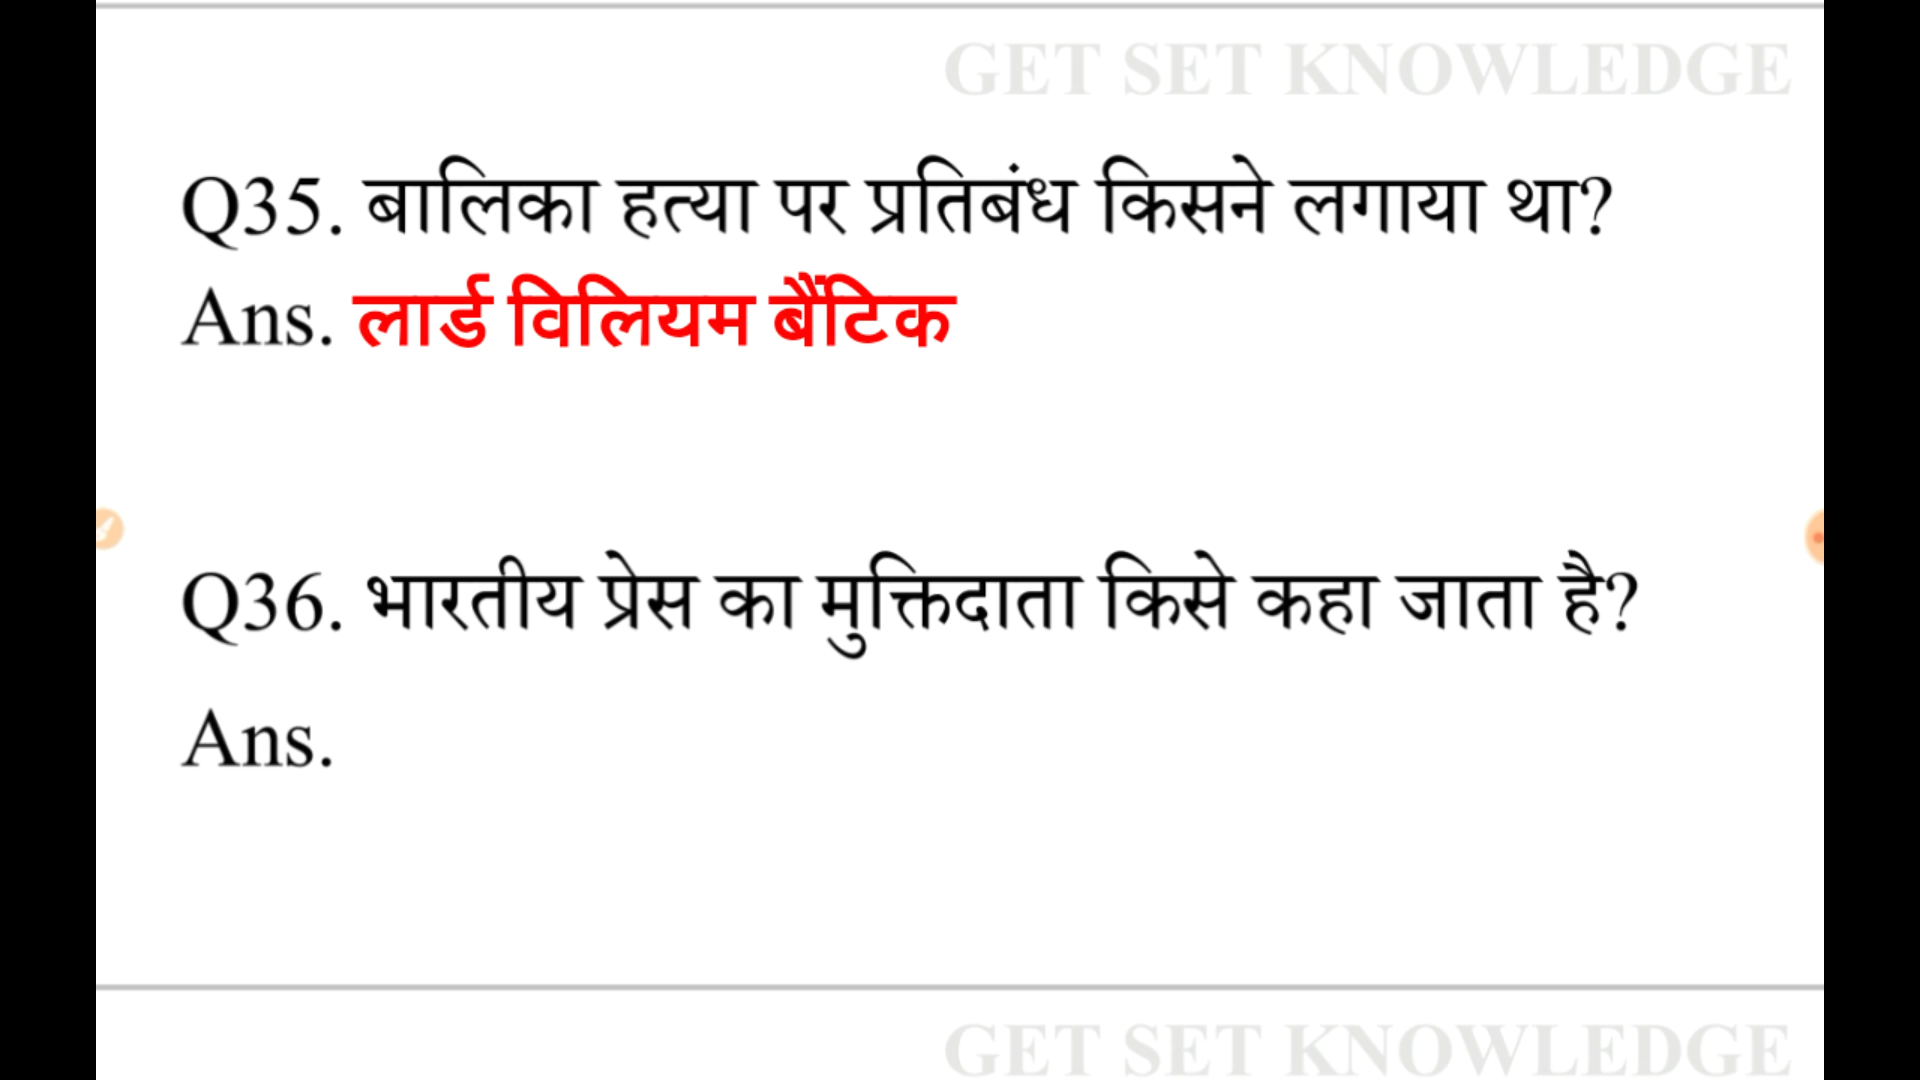 GET SET KNOWLEDGE
Q35. बालिका हत्या पर प्रतिबंध किसने लगाया था?
Ans. लार्ड विलियम बैंटिक
Q36. भारतीय प्रेस का मुक्तिदाता किसे कहा जाता है?
Ans.
GET SET KNOWLEDGE